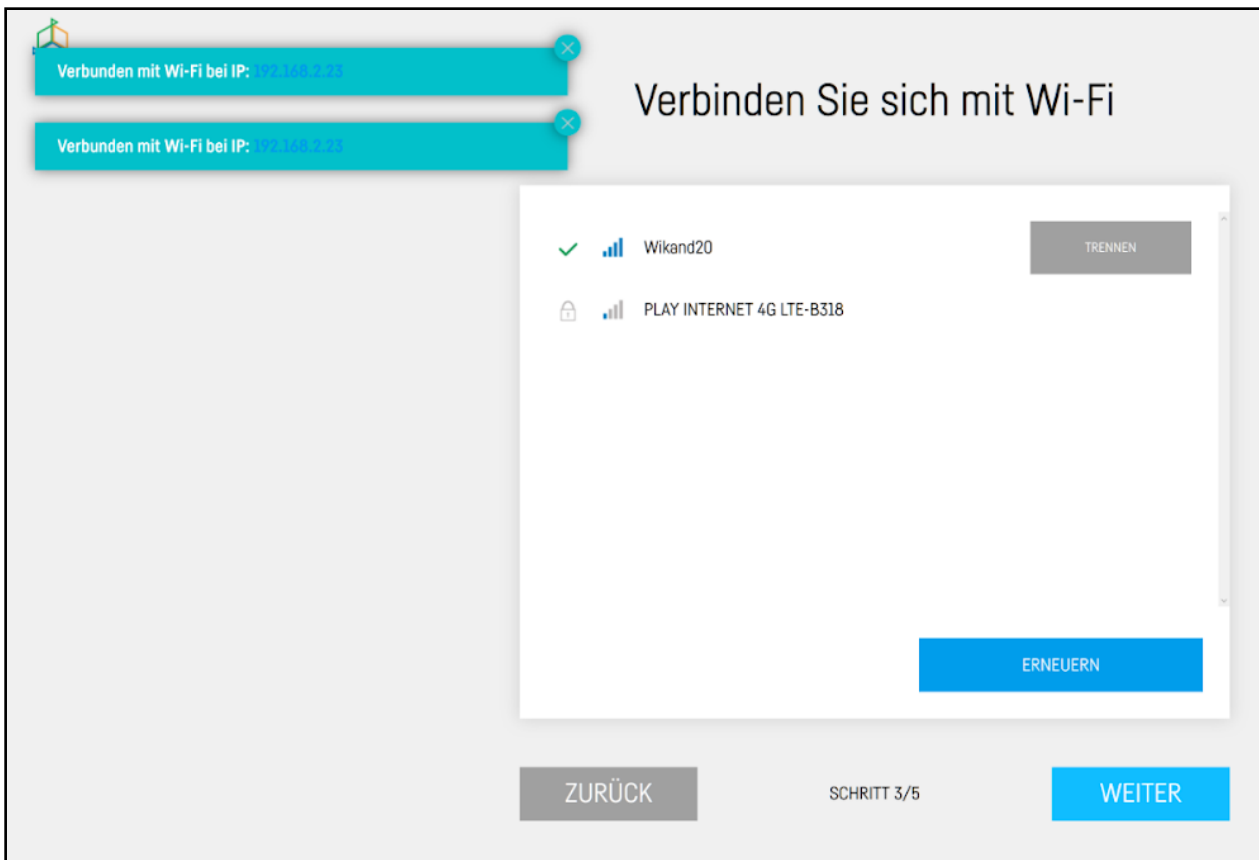 Verbunden mit Wi-Fi bei IP: 192.168.2.23
Verbunden mit Wi-Fi bei IP: 192.168.2.23
Verbinden Sie sich mit Wi-Fi
Wikand20
TRENNEN
PLAY INTERNET 4G LTE-B318
ERNEUERN
ZURÜCK
SCHRITT 3/5
WEITER